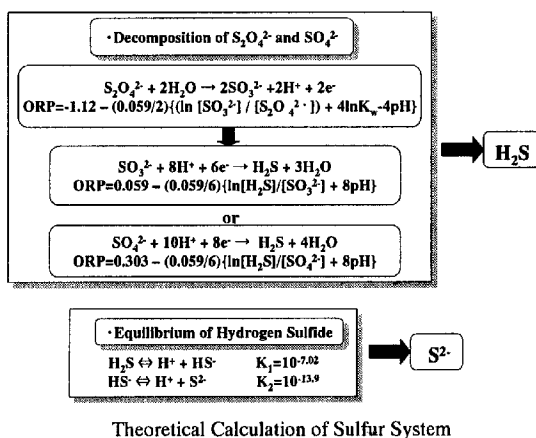 ·Decomposition of S₂O₄²⁻ and SO₄²⁻
S₂O₄²⁻ + 2H₂O → 2SO₃²⁻ + 2H⁺ + 2e⁻
ORP=-1.12 – (0.059/2){(ln [SO₃²⁻] / [S₂O ₄²⁻]) + 4lnKw-4pH}
SO₃²⁻ + 8H⁺ + 6e⁻ → H₂S + 3H₂O
ORP=0.059 – (0.059/6){ln[H₂S]/[SO₃²⁻] + 8pH}
or
SO₄²⁻ + 10H⁺ + 8e⁻ → H₂S + 4H₂O
ORP=0.303 – (0.059/6){ln[H₂S]/[SO₄²⁻] + 8pH}
H₂S
·Equilibrium of Hydrogen Sulfide
H₂S ⇔ H⁺ + HS⁻ K₁=10⁻⁷·⁰²
HS⁻ ⇔ H⁺ + S²⁻ K₂=10⁻¹³·⁹
S²⁻
Theoretical Calculation of Sulfur System